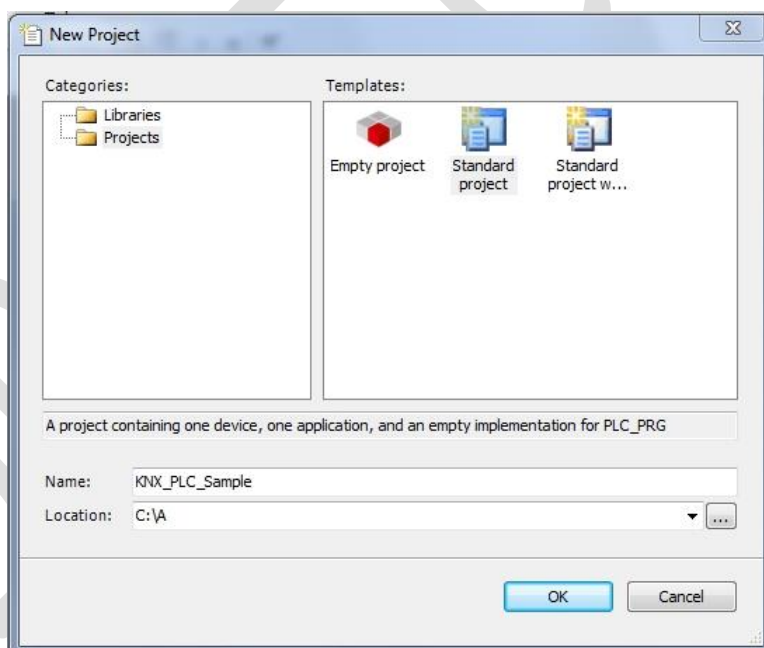 New Project
Categories:
Templates:
Libraries
Projects
Empty project
Standard
project
Standard
project w...
A project containing one device, one application, and an empty implementation for PLC_PRG
Name:
KNX_PLC_Sample
Location:
C:\A
...
OK
Cancel